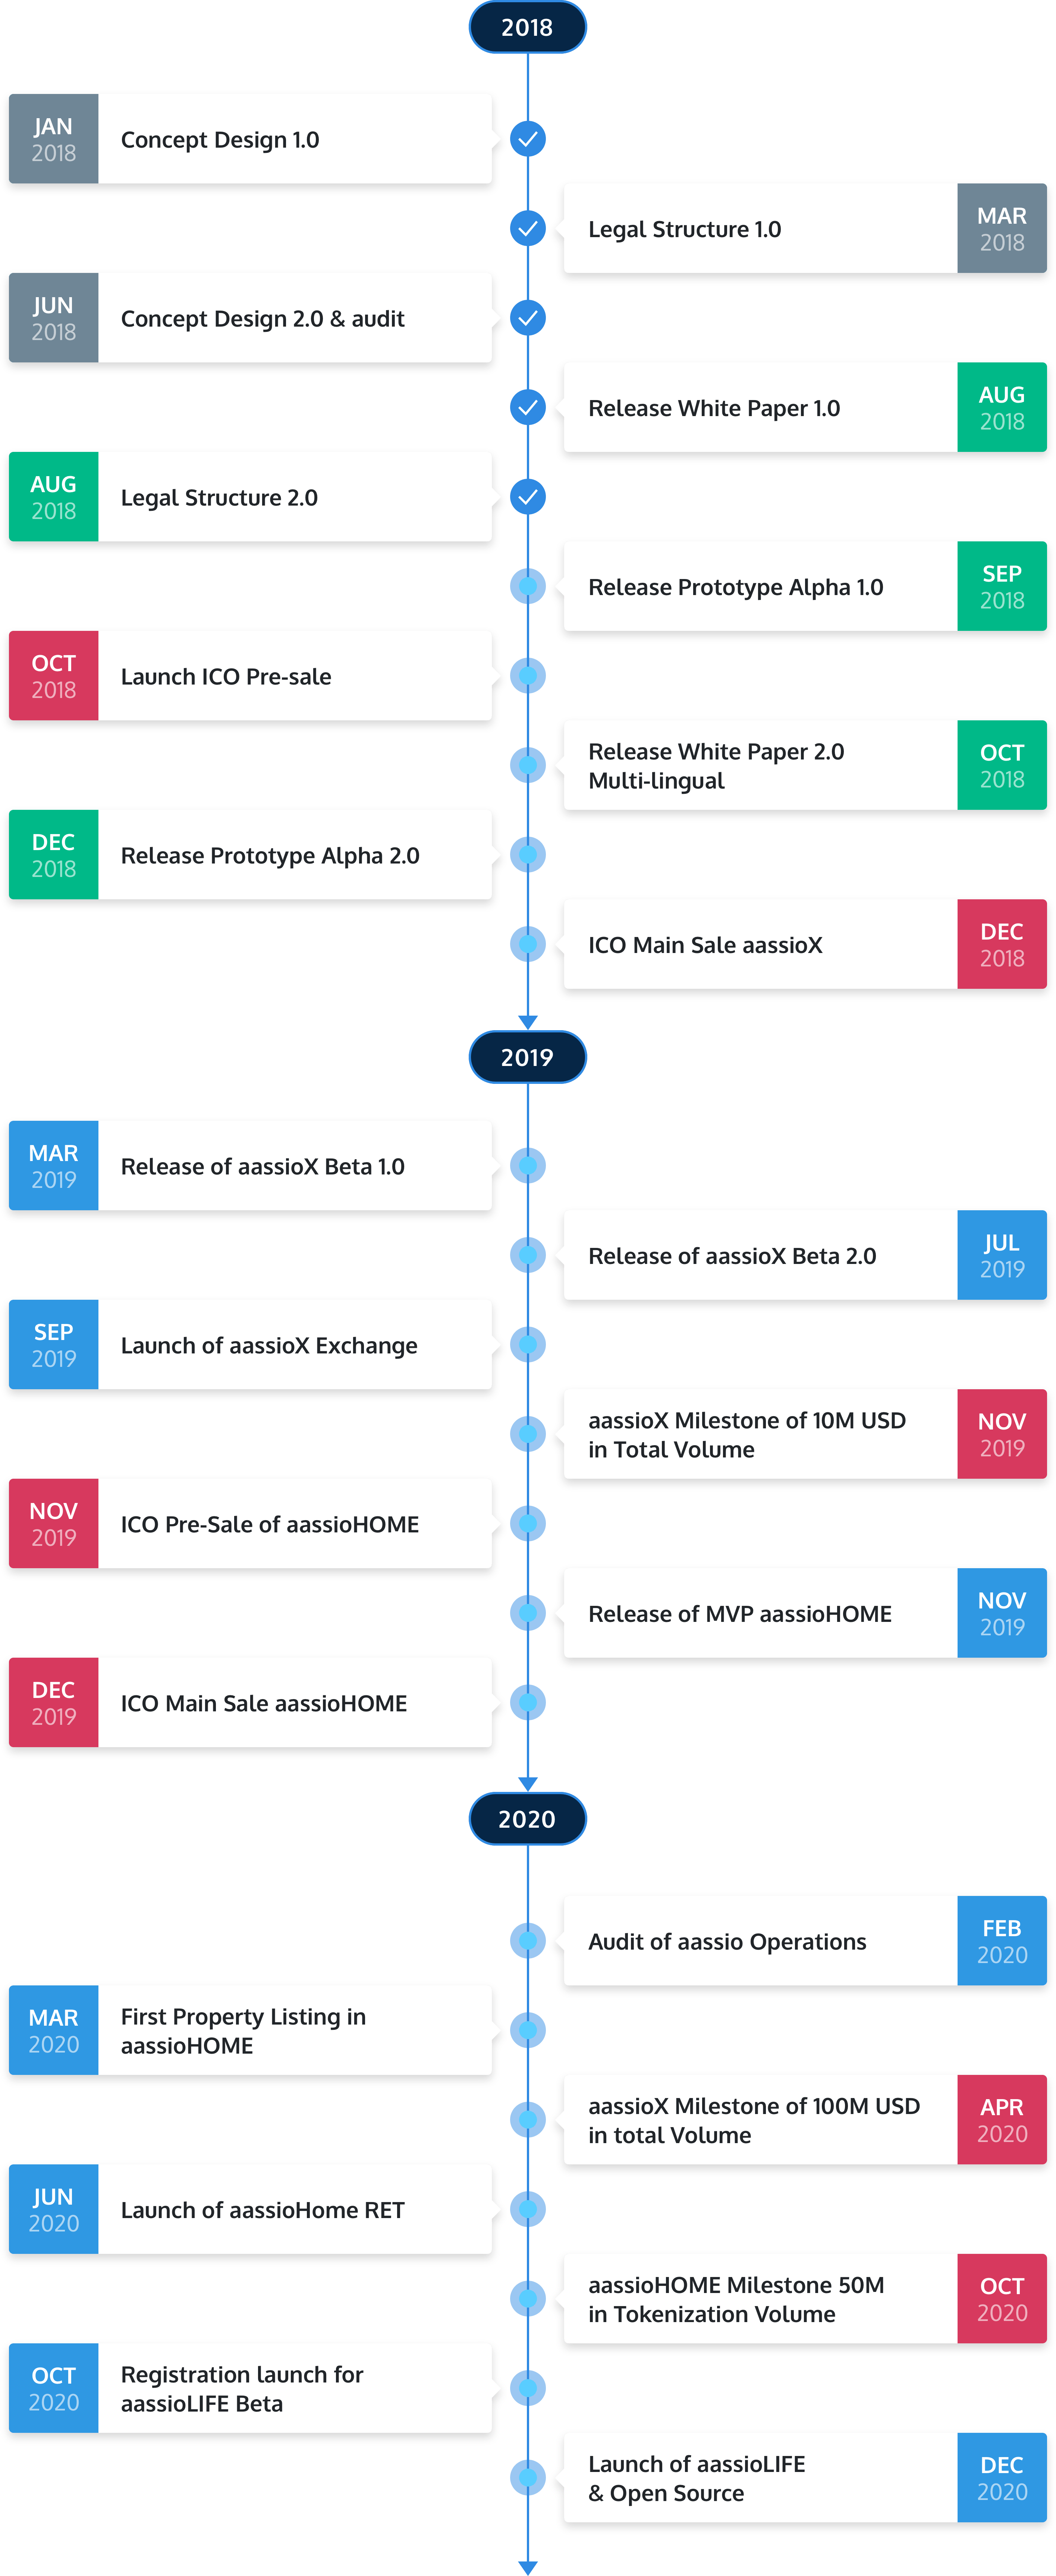 2018
JAN
2018
Concept Design 1.0
Legal Structure 1.0
MAR
2018
JUN
2018
Concept Design 2.0 & audit
Release White Paper 1.0
AUG
2018
AUG
2018
Legal Structure 2.0
Release Prototype Alpha 1.0
SEP
2018
OCT
2018
Launch ICO Pre-sale
Release White Paper 2.0
Multi-lingual
OCT
2018
DEC
2018
Release Prototype Alpha 2.0
ICO Main Sale aassioX
DEC
2018
2019
MAR
2019
Release of aassioX Beta 1.0
Release of aassioX Beta 2.0
JUL
2019
SEP
2019
Launch of aassioX Exchange
aassioX Milestone of 10M USD
in Total Volume
NOV
2019
NOV
2019
ICO Pre-Sale of aassioHOME
Release of MVP aassioHOME
NOV
2019
DEC
2019
ICO Main Sale aassioHOME
2020
Audit of aassio Operations
FEB
2020
MAR
2020
First Property Listing in
aassioHOME
aassioX Milestone of 100M USD
in total Volume
APR
2020
JUN
2020
Launch of aassioHome RET
aassioHOME Milestone 50M
in Tokenization Volume
OCT
2020
OCT
2020
Registration launch for
aassioLIFE Beta
Launch of aassioLIFE
& Open Source
DEC
2020